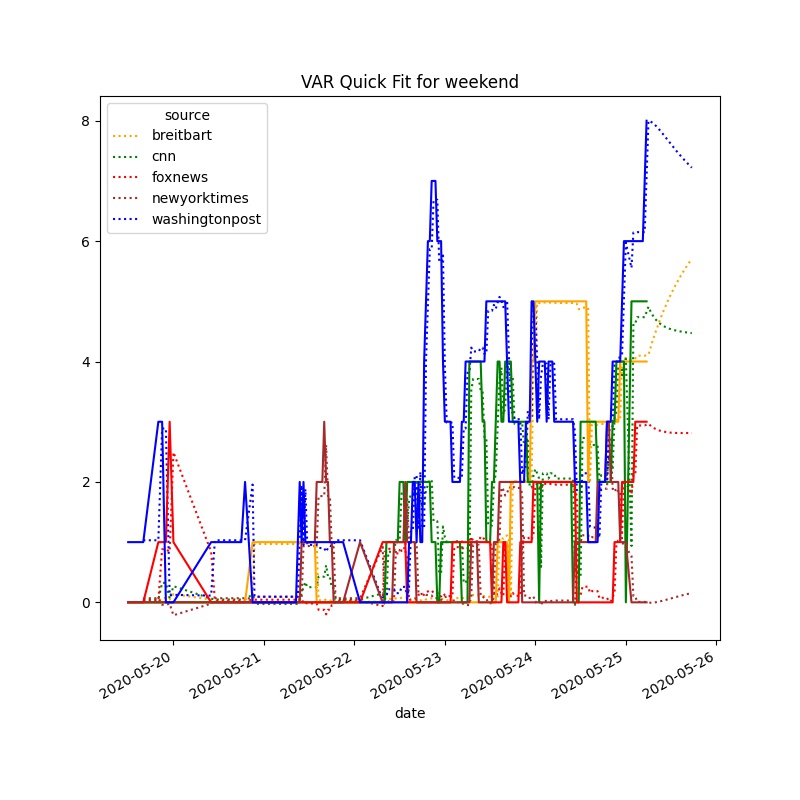 VAR Quick Fit for weekend
source
breitbart
cnn
foxnews
newyorktimes
washingtonpost
8
6
4
2
0
2020-05-20
2020-05-21
2020-05-22
2020-05-23
2020-05-24
2020-05-25
2020-05-26
date